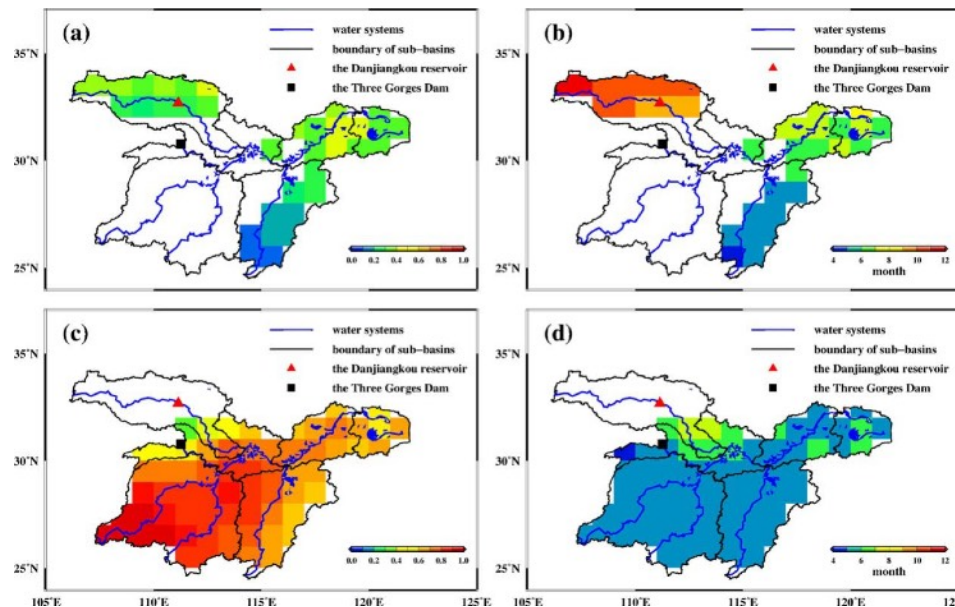 (a)
water systems
boundary of sub-basins
the Danjiangkou reservoir
the Three Gorges Dam
35°N
30°N
25°N
0.0 0.2 0.4 0.6 0.8 1.0
(b)
water systems
boundary of sub-basins
the Danjiangkou reservoir
the Three Gorges Dam
35°N
30°N
25°N
4 6 8 10 12
month
(c)
water systems
boundary of sub-basins
the Danjiangkou reservoir
the Three Gorges Dam
35°N
30°N
0.0 0.2 0.4 0.6 0.8 1.0
25°N
105°E 110°E 115°E 120°E 125°E
(d)
water systems
boundary of sub-basins
the Danjiangkou reservoir
the Three Gorges Dam
35°N
30°N
4 6 8 10 12
month
25°N
105°E 110°E 115°E 120°E